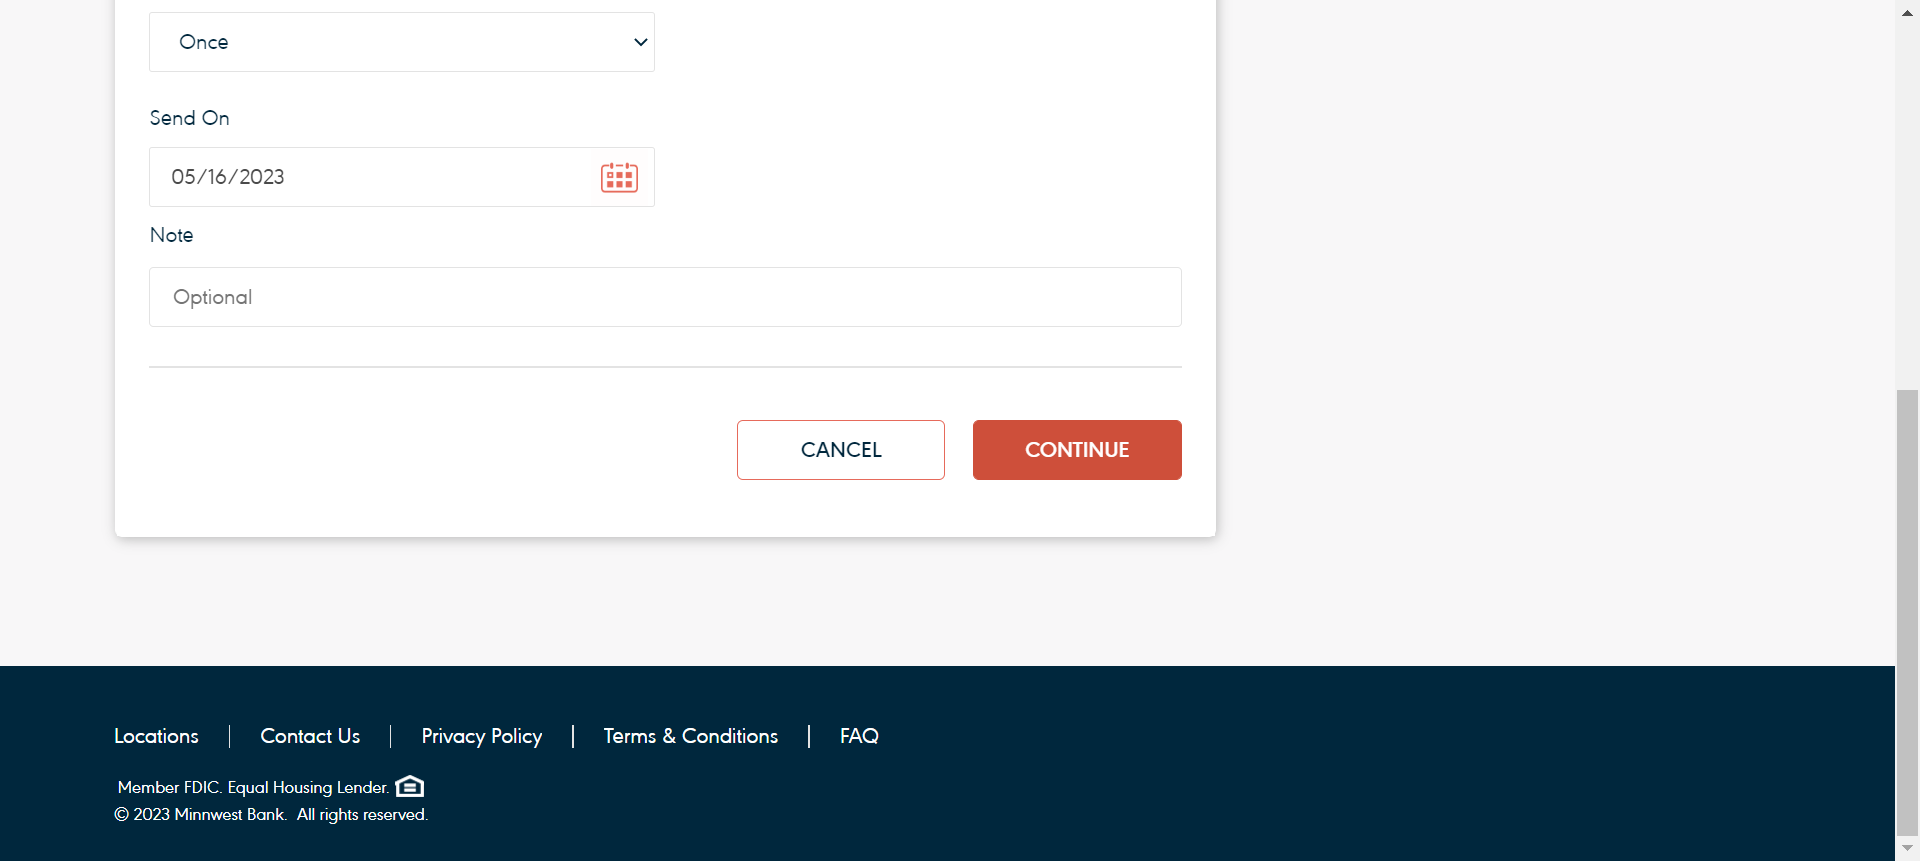 Once
Send On
05/16/2023
Note
Optional
CANCEL
CONTINUE
Locations
Contact Us
Privacy Policy
Terms & Conditions
FAQ
Member FDIC. Equal Housing Lender.
© 2023 Minnwest Bank. All rights reserved.